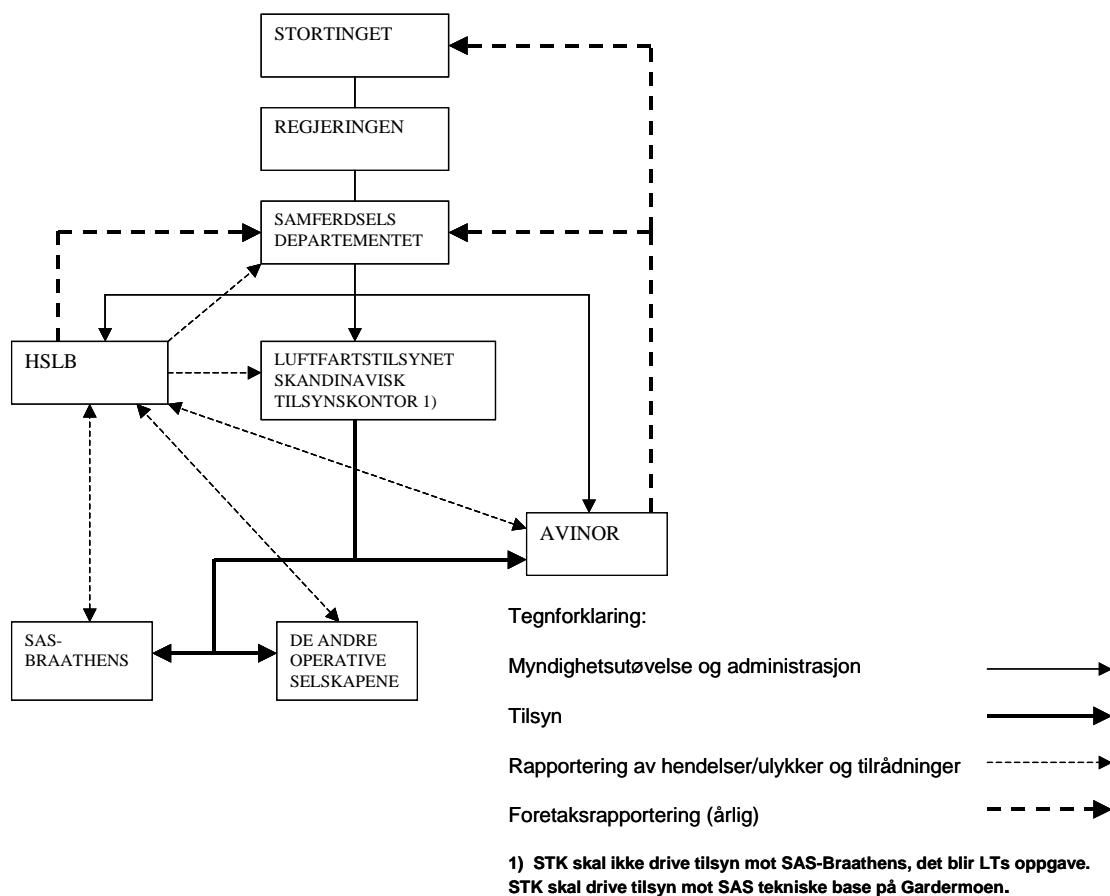 STORTINGET
REGJERINGEN
SAMFERDSELS
DEPARTEMENTET
HSLB
LUFTFARTSTILSYNET
SKANDINAVISK
TILSYNSKONTOR 1)
AVINOR
SAS-
BRAATHENS
DE ANDRE
OPERATIVE
SELSKAPENE
Tegnforklaring:
Myndighetsutøvelse og administrasjon
Tilsyn
Rapportering av hendelser/ulykker og tilrådninger
Foretaksrapportering (årlig)
1) STK skal ikke drive tilsyn mot SAS-Braathens, det blir LTs oppgave.
STK skal drive tilsyn mot SAS tekniske base på Gardermoen.